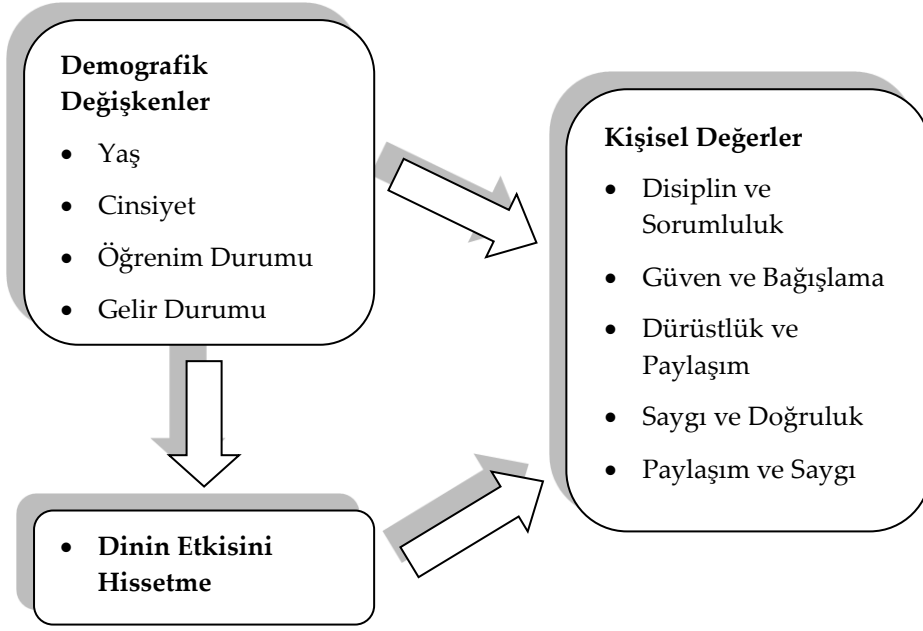 Demografik
Değişkenler
• Yaş
• Cinsiyet
• Öğrenim Durumu
• Gelir Durumu
Kişisel Değerler
• Disiplin ve
Sorumluluk
• Güven ve Bağışlama
• Dürüstlük ve
Paylaşım
• Saygı ve Doğruluk
• Paylaşım ve Saygı
• Dinin Etkisini
Hissetme